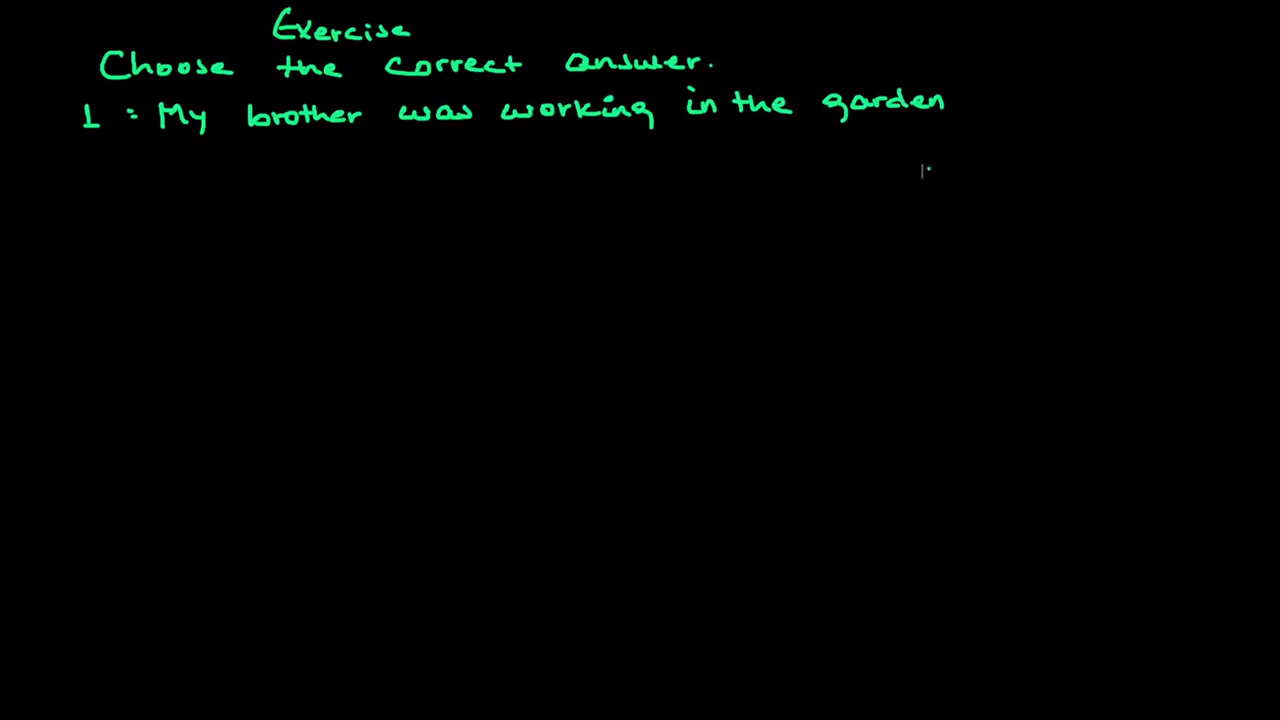 Exercise
Choose the correct answer.
1 : My brother was working in the garden